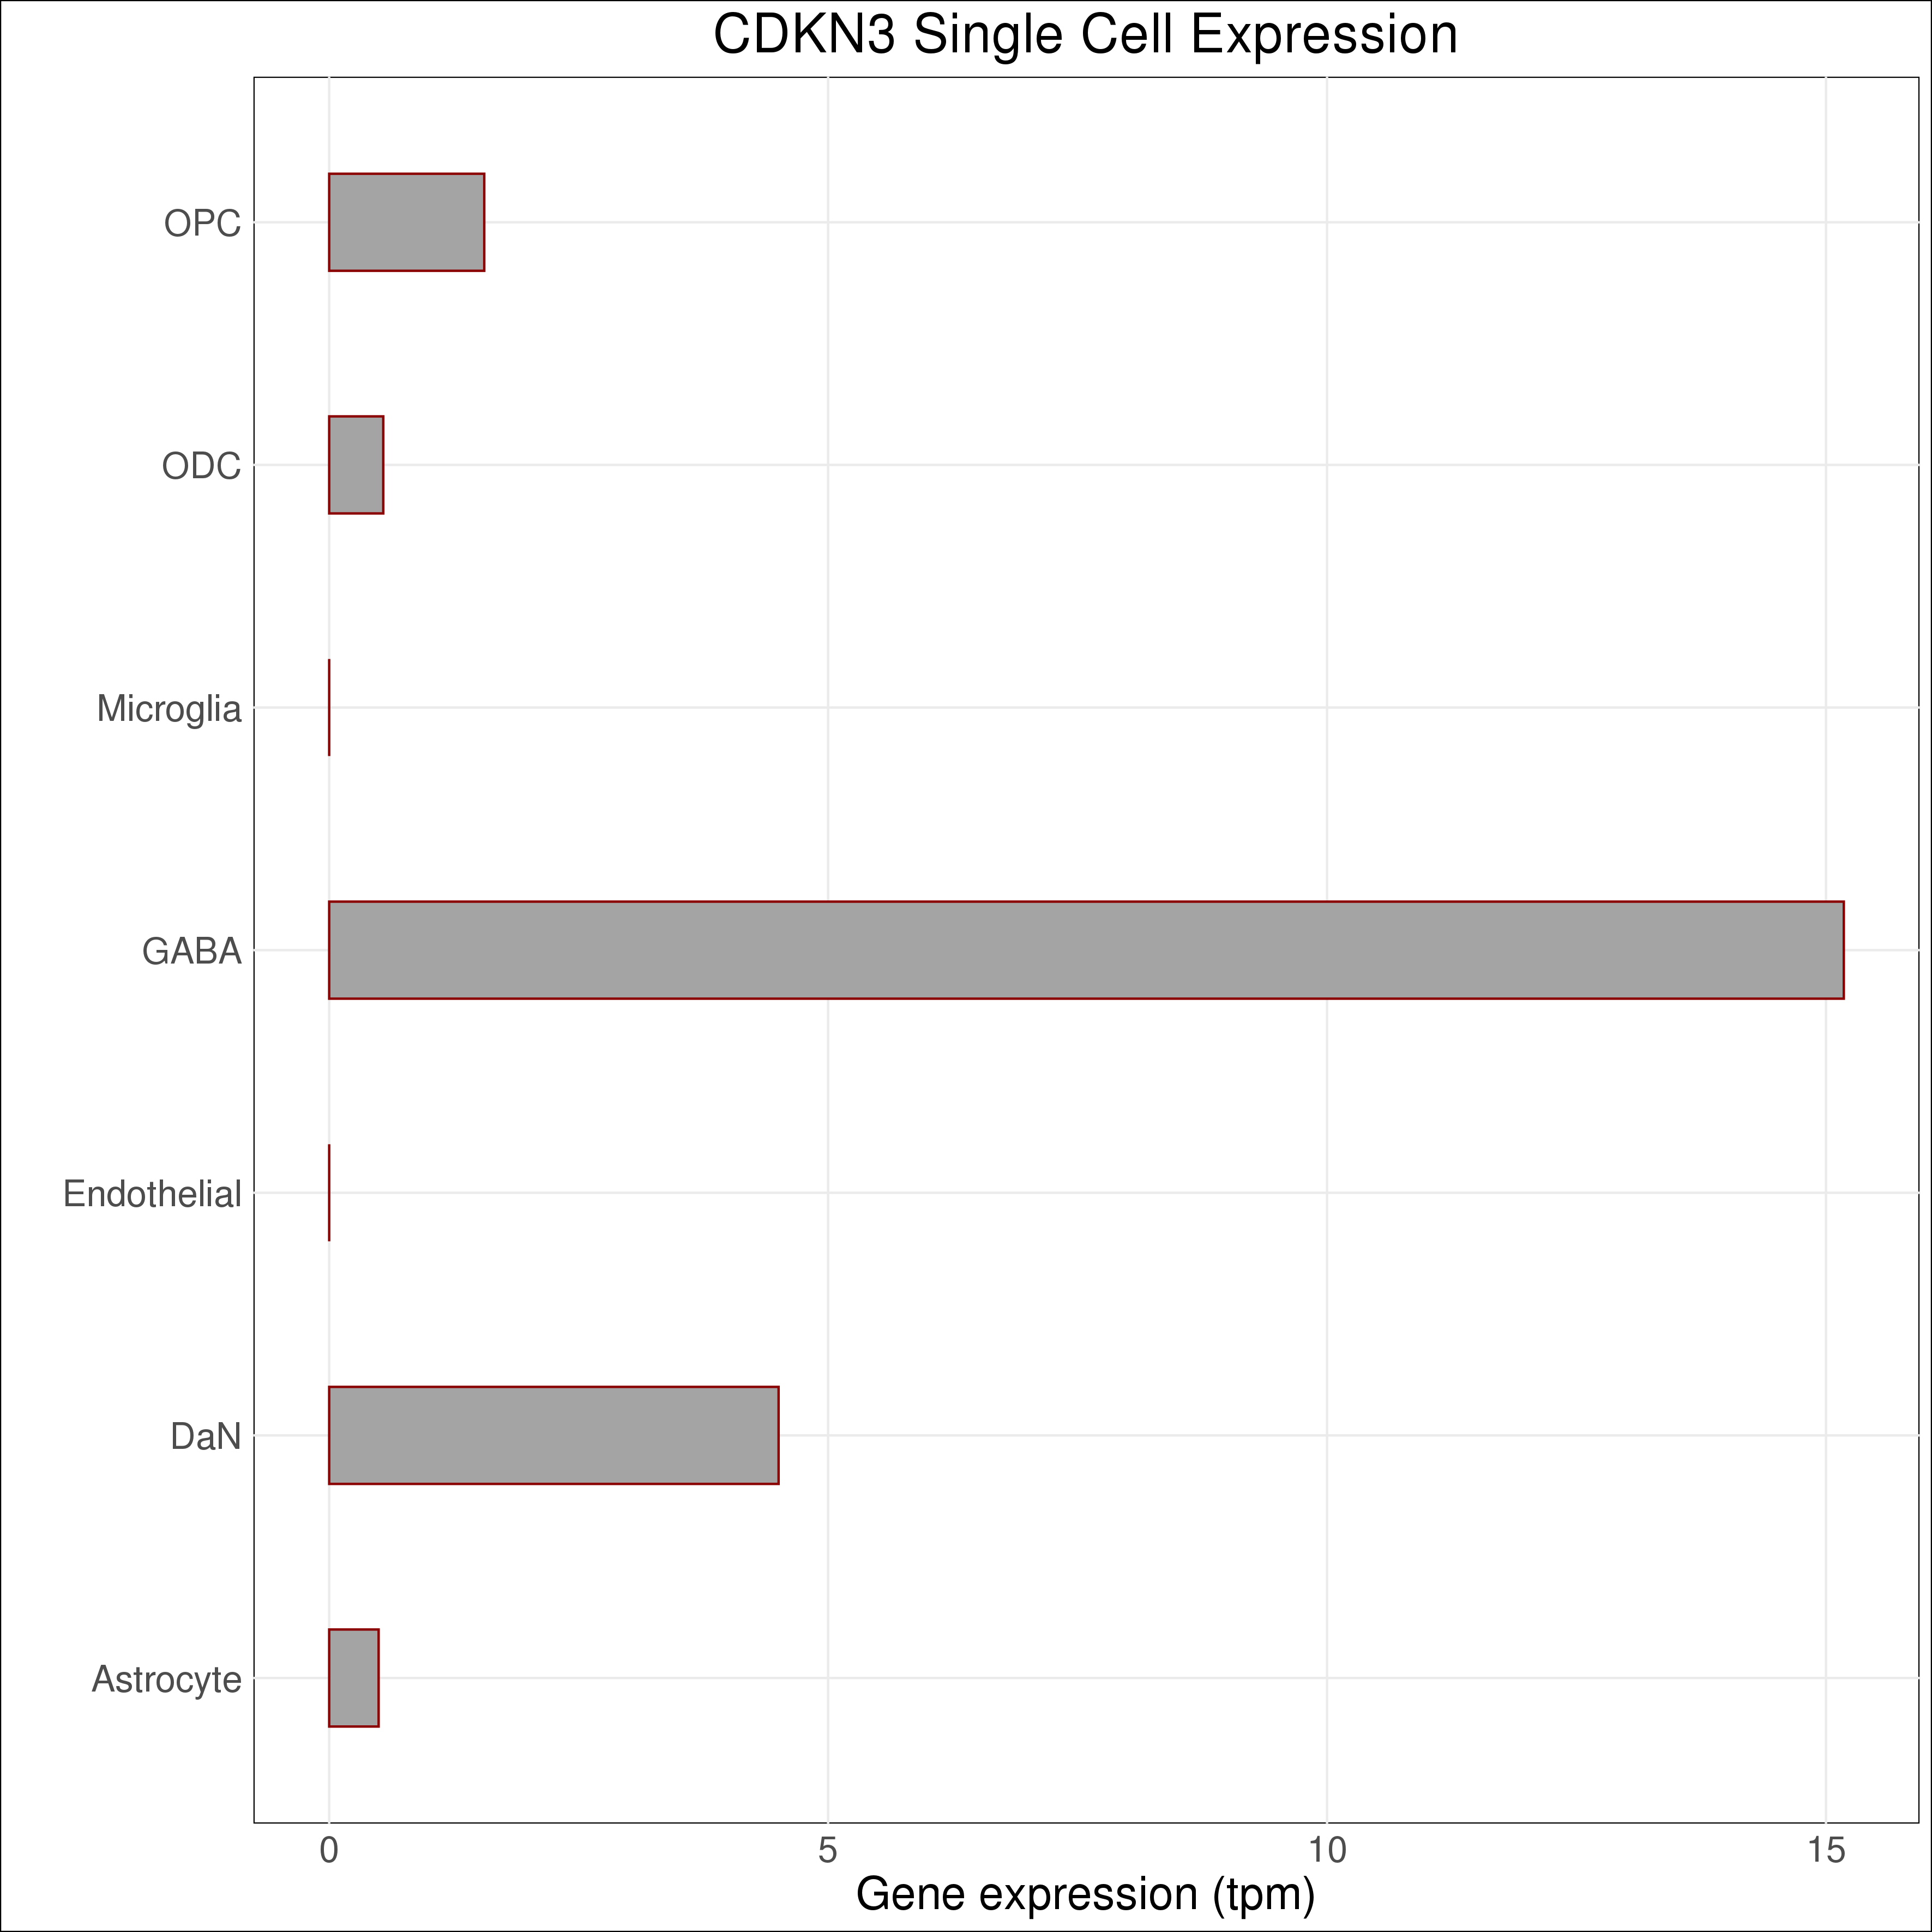 CDKN3 Single Cell Expression
OPC
ODC
Microglia
GABA
Endothelial
DaN
Astrocyte
0 5 10 15
Gene expression (tpm)